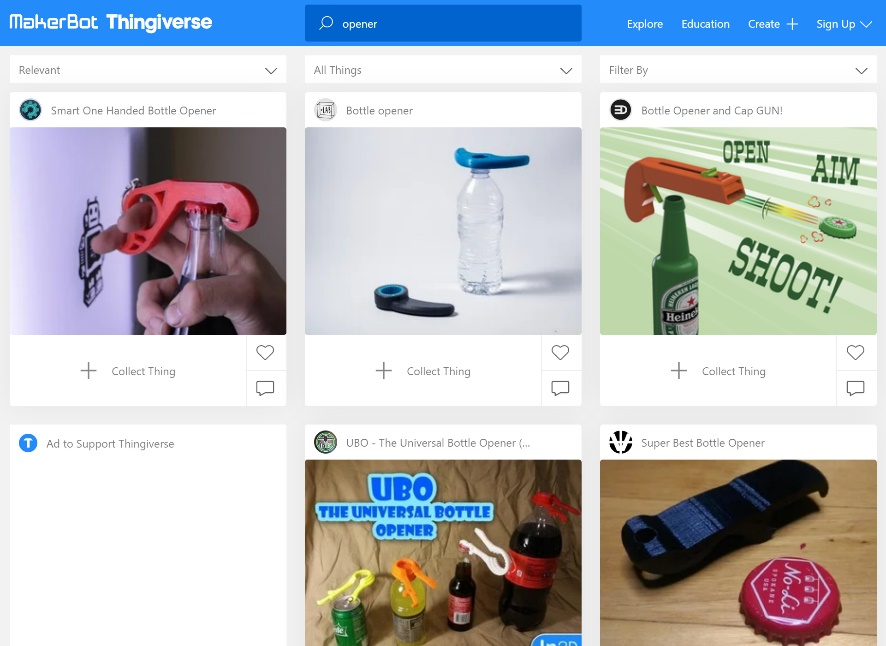 MakerBot Thingiverse
opener
Explore
Education
Create
Sign Up
Relevant
All Things
Filter By
Smart One Handed Bottle Opener
Bottle opener
Bottle Opener and Cap GUN!
OPEN
AIM
SHOOT!
Collect Thing
Collect Thing
Collect Thing
Ad to Support Thingiverse
UBO - The Universal Bottle Opener (...
Super Best Bottle Opener
UBO
THE UNIVERSAL BOTTLE
OPENER
No-Li
SPOKANE
USA